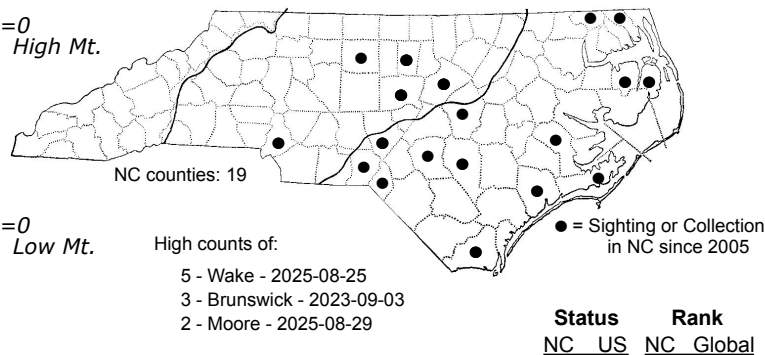 =0
High Mt.
NC counties: 19
=0
Low Mt.
High counts of:
5 - Wake - 2025-08-25
3 - Brunswick - 2023-09-03
2 - Moore - 2025-08-29
● = Sighting or Collection
in NC since 2005
Status Rank
NC US NC Global